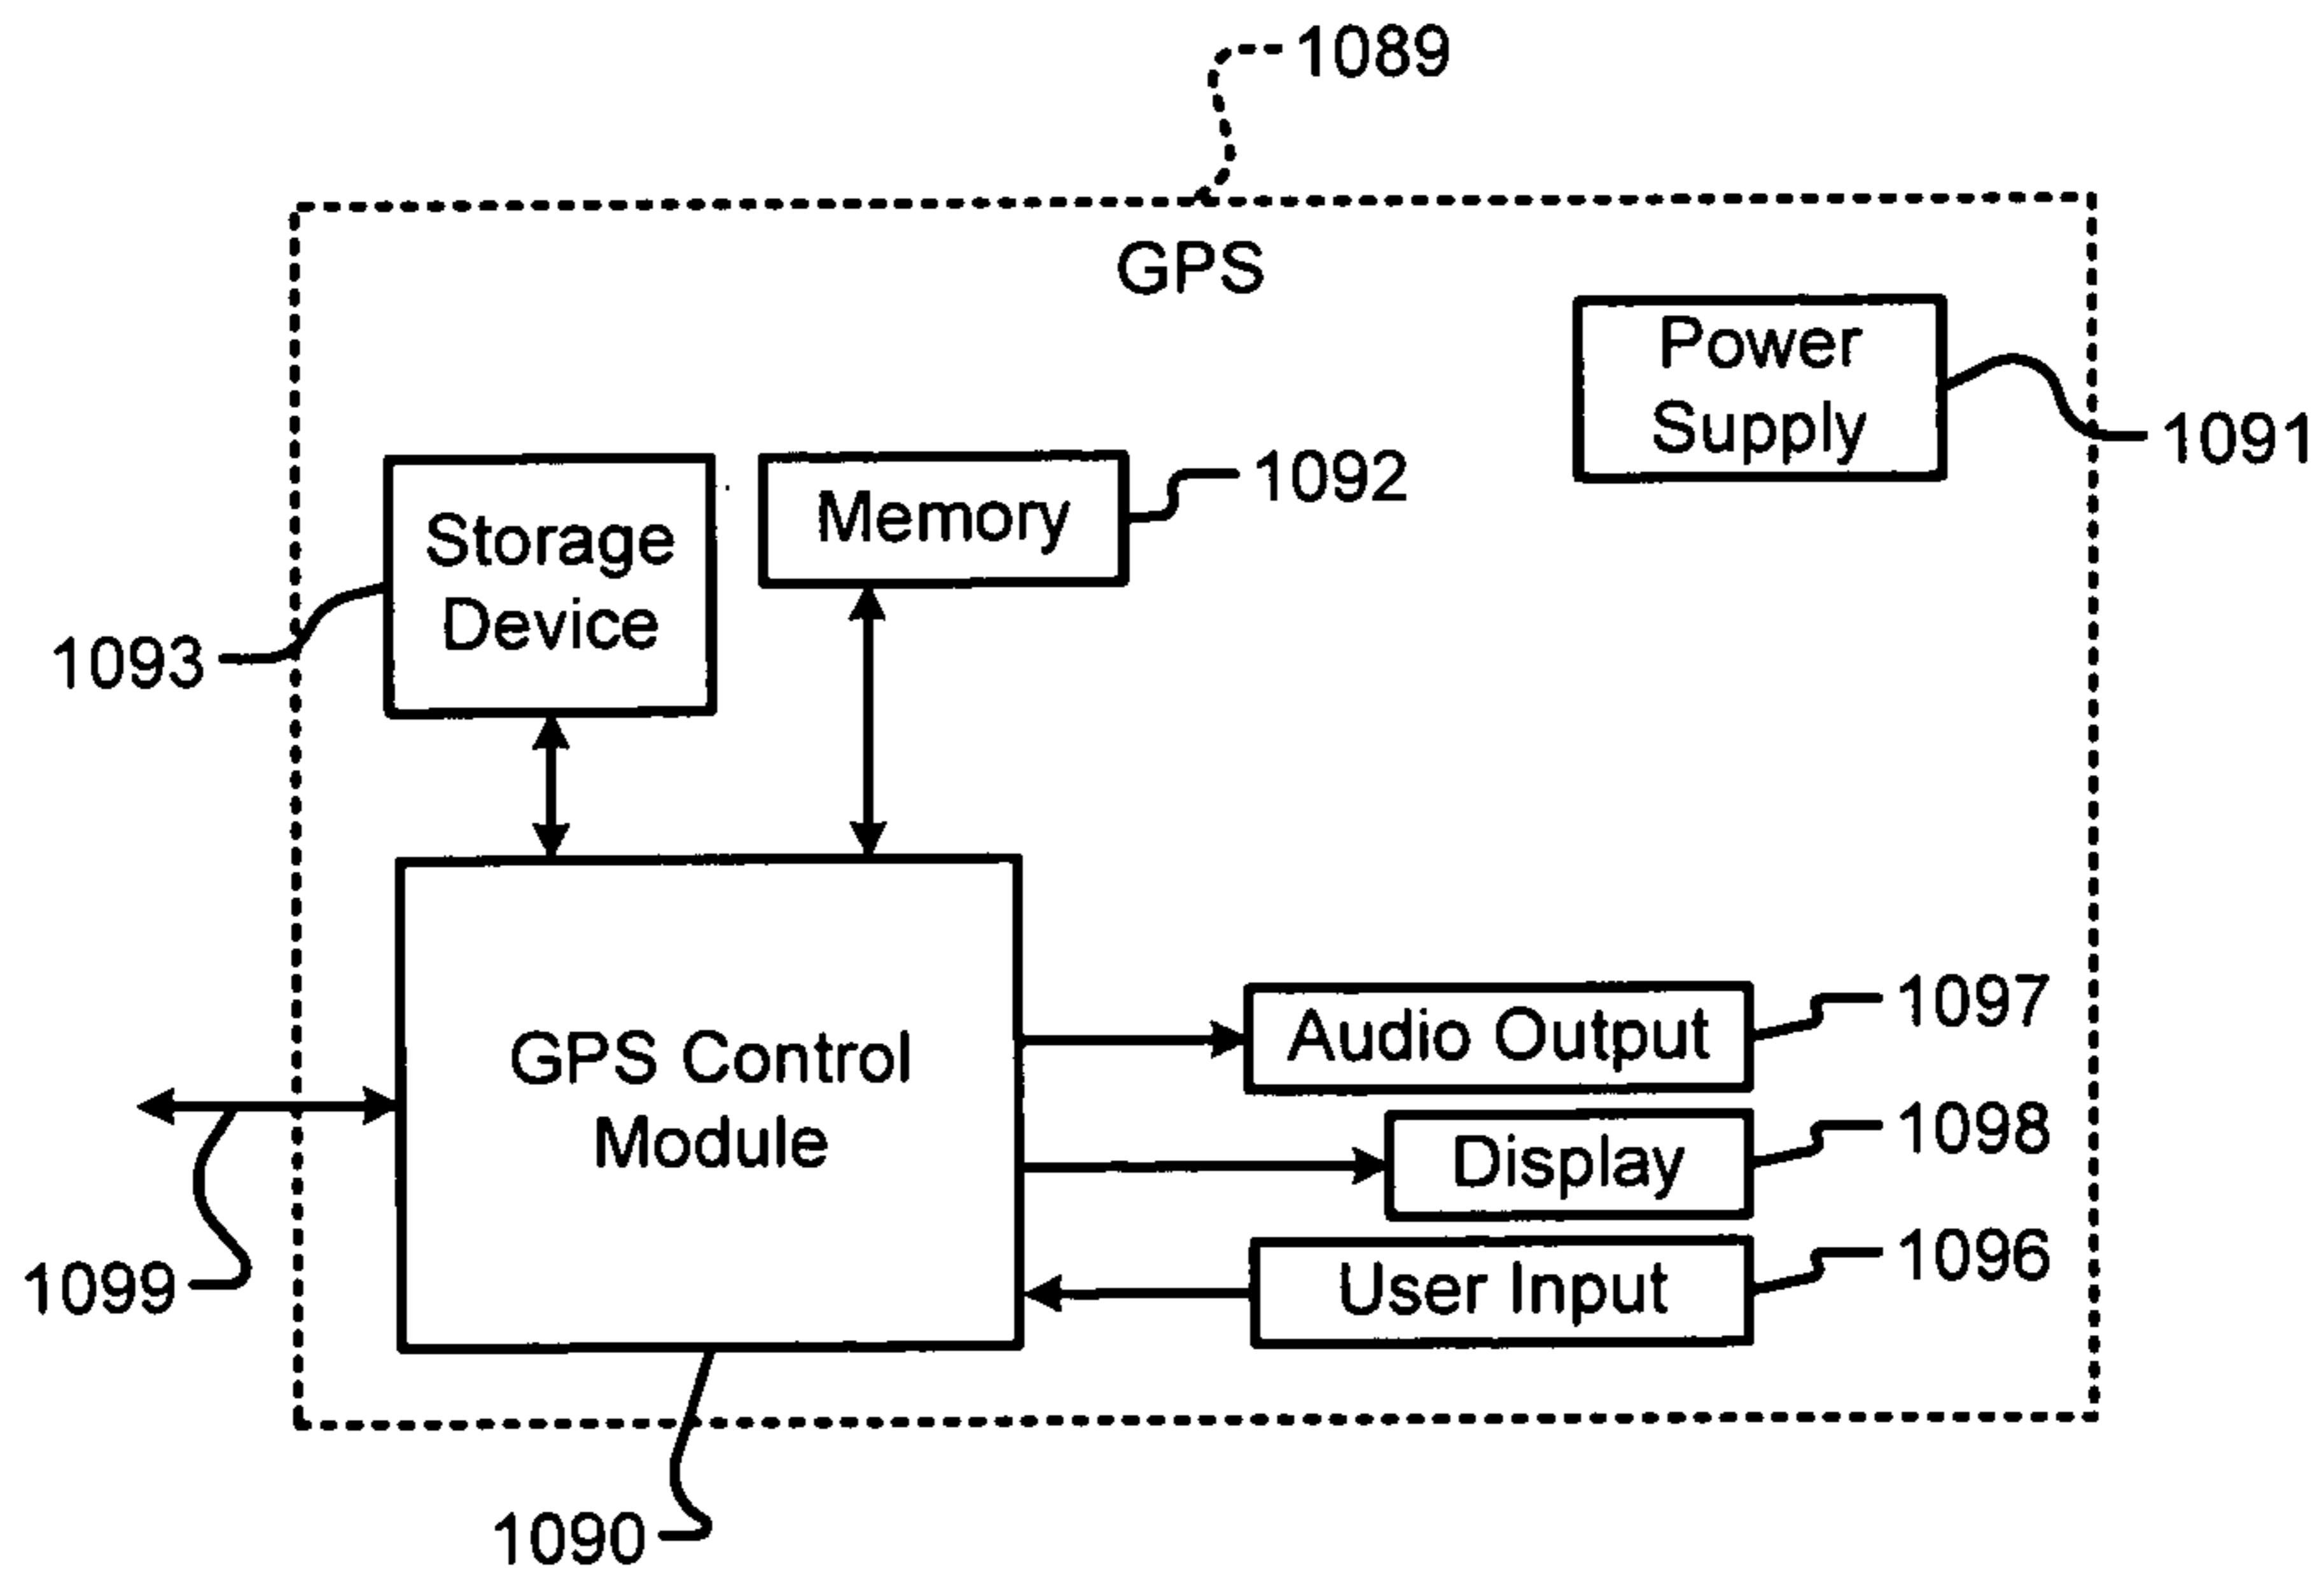 1089
GPS
Power
Supply
1091
1092
Memory
Storage
Device
1093
GPS Control
Module
Audio Output
1097
Display
1098
User Input
1096
1099
1090